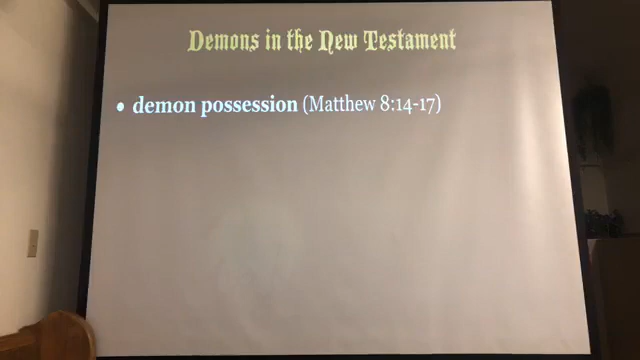 Demons in the New Testament
• demon possession (Matthew 8:14-17)